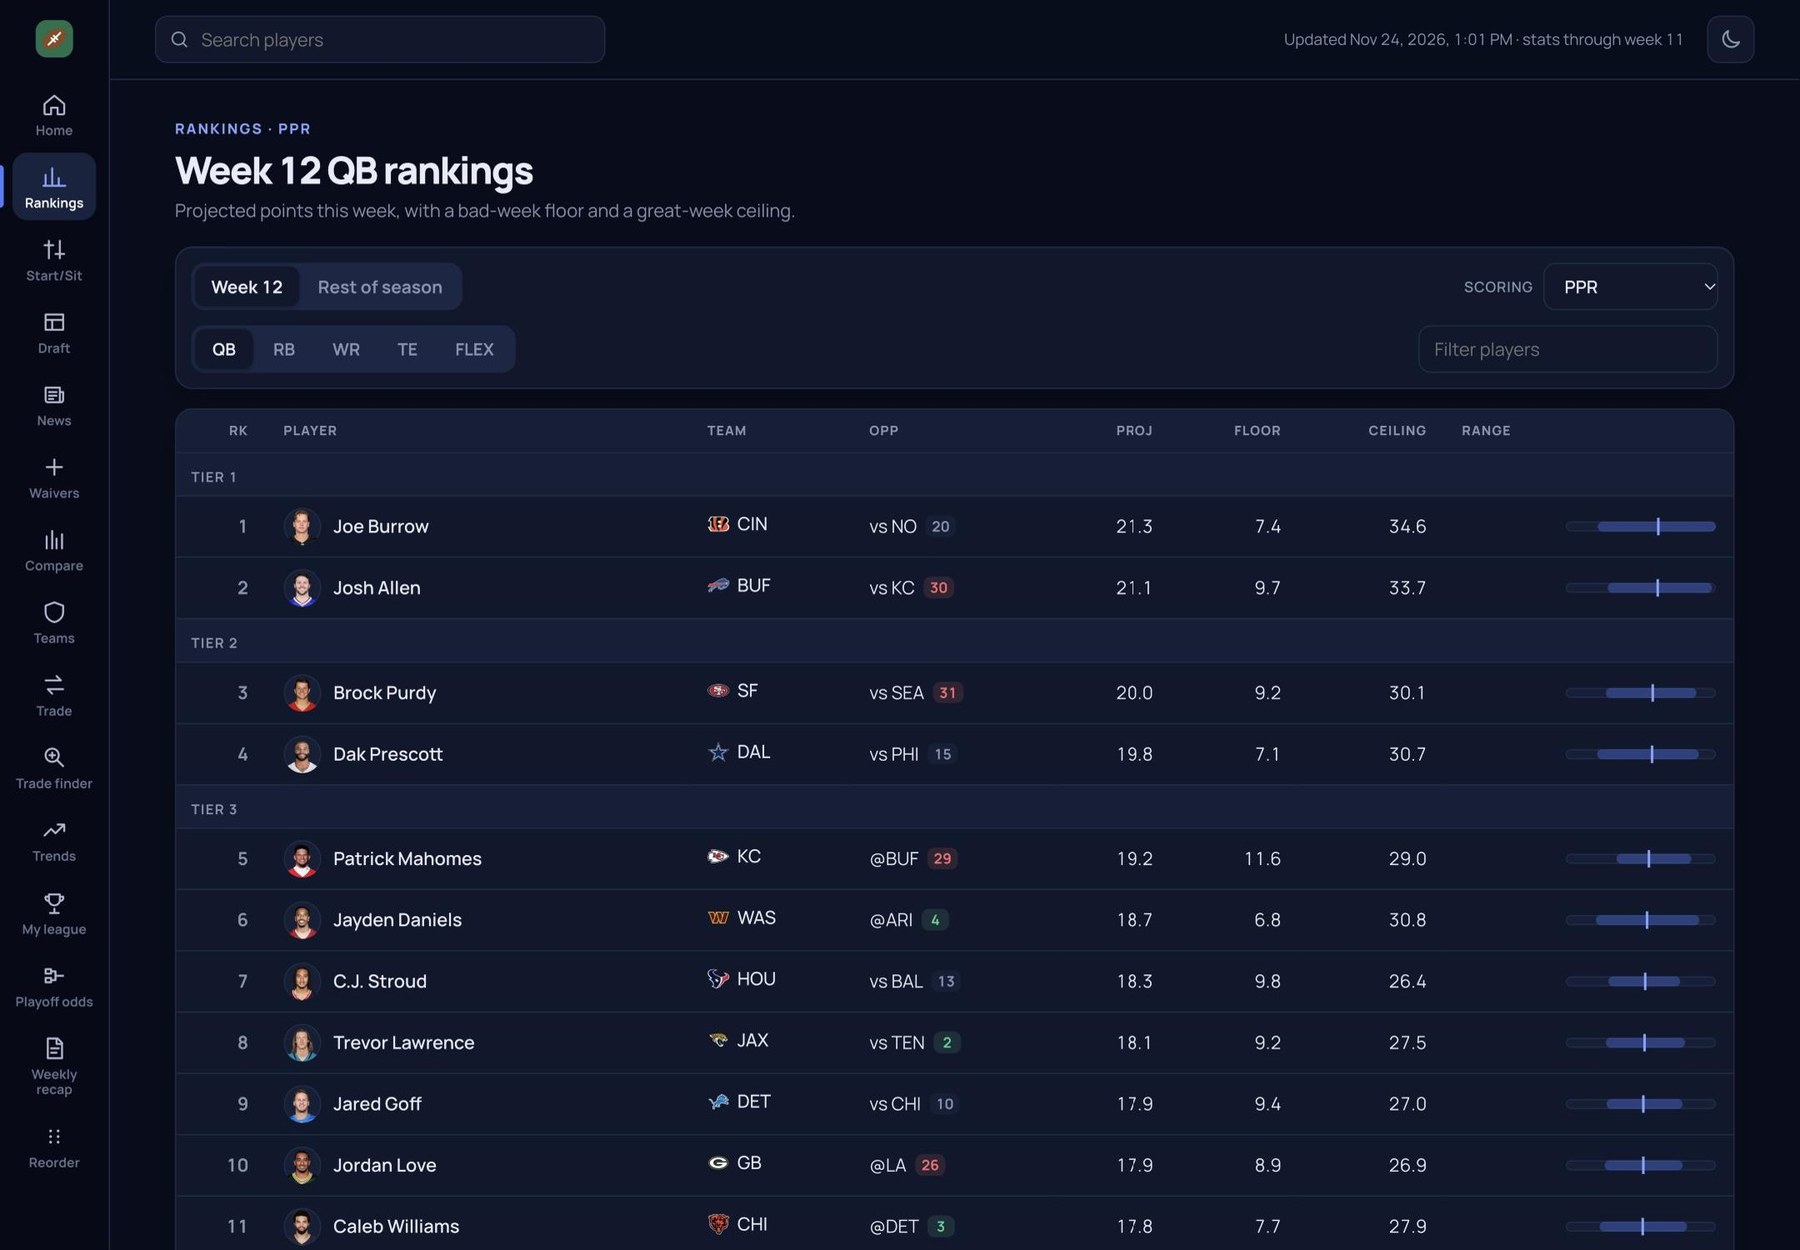 Search players
Updated Nov 24, 2026, 1:01 PM · stats through week 11
Home
Rankings
Start/Sit
Draft
News
Waivers
Compare
Teams
Trade
Trade finder
Trends
My league
Playoff odds
Weekly
recap
Reorder
RANKINGS · PPR
Week 12 QB rankings
Projected points this week, with a bad-week floor and a great-week ceiling.
Week 12 Rest of season
SCORING PPR
QB RB WR TE FLEX
Filter players
RK PLAYER TEAM OPP PROJ FLOOR CEILING RANGE
TIER 1
1 Joe Burrow CIN vs NO 20 21.3 7.4 34.6
2 Josh Allen BUF vs KC 30 21.1 9.7 33.7
TIER 2
3 Brock Purdy SF vs SEA 31 20.0 9.2 30.1
4 Dak Prescott DAL vs PHI 15 19.8 7.1 30.7
TIER 3
5 Patrick Mahomes KC @BUF 29 19.2 11.6 29.0
6 Jayden Daniels WAS @ARI 4 18.7 6.8 30.8
7 C.J. Stroud HOU vs BAL 13 18.3 9.8 26.4
8 Trevor Lawrence JAX vs TEN 2 18.1 9.2 27.5
9 Jared Goff DET vs CHI 10 17.9 9.4 27.0
10 Jordan Love GB @LA 26 17.9 8.9 26.9
11 Caleb Williams CHI @DET 3 17.8 7.7 27.9